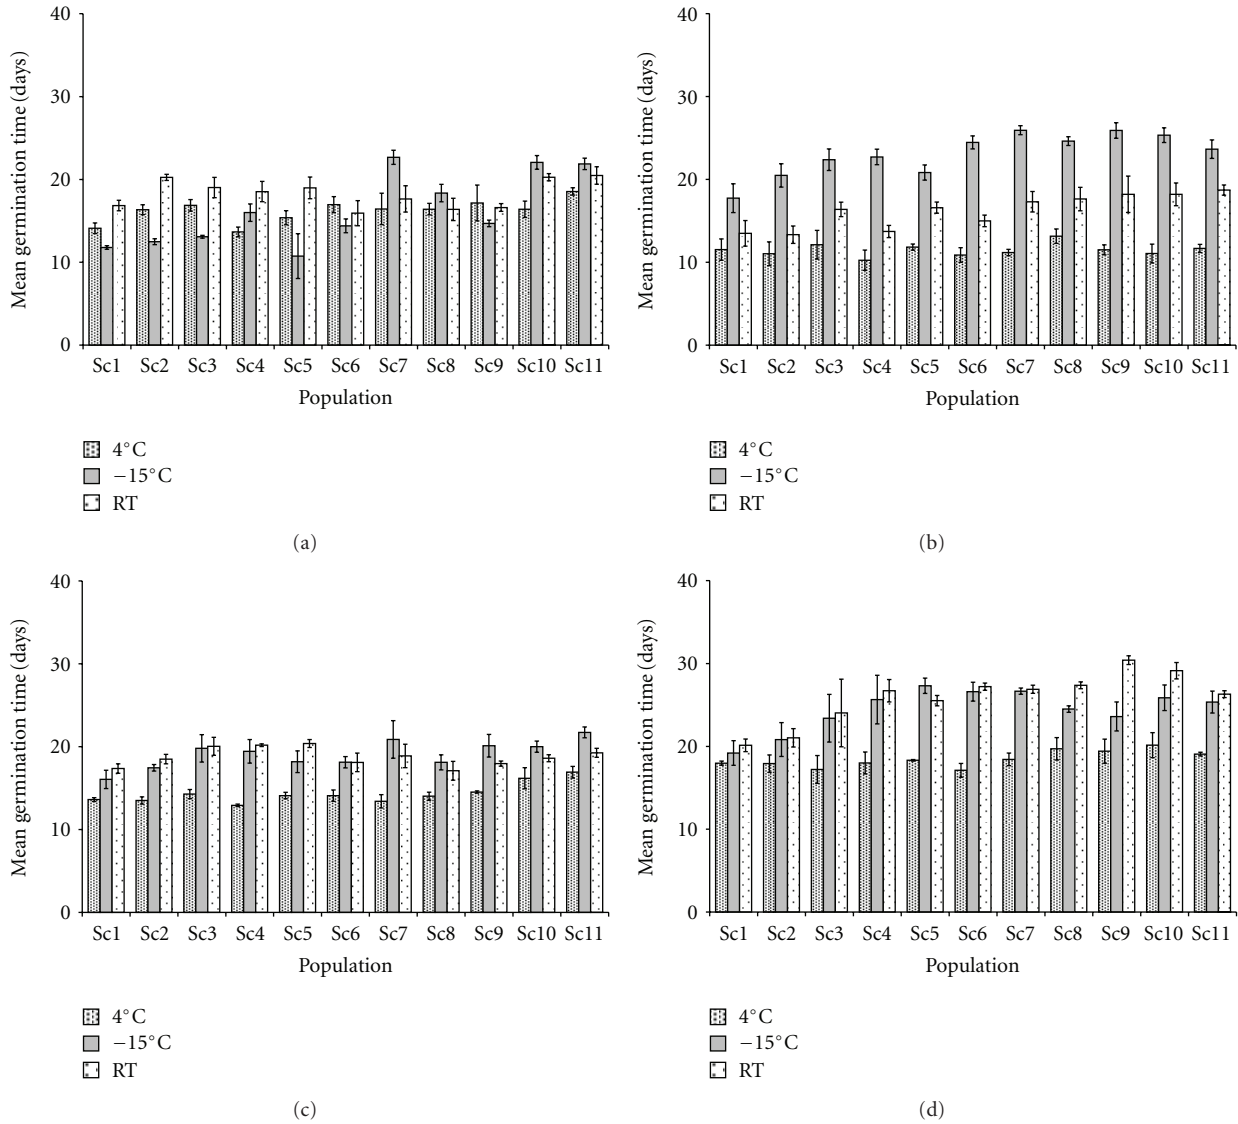 Mean germination time (days)
40
30
20
10
0
Sc1 Sc2 Sc3 Sc4 Sc5 Sc6 Sc7 Sc8 Sc9 Sc10 Sc11
Population
4°C
−15°C
RT
(a)
Mean germination time (days)
40
30
20
10
0
Sc1 Sc2 Sc3 Sc4 Sc5 Sc6 Sc7 Sc8 Sc9 Sc10 Sc11
Population
4°C
−15°C
RT
(b)
Mean germination time (days)
40
30
20
10
0
Sc1 Sc2 Sc3 Sc4 Sc5 Sc6 Sc7 Sc8 Sc9 Sc10 Sc11
Population
4°C
−15°C
RT
(c)
Mean germination time (days)
40
30
20
10
0
Sc1 Sc2 Sc3 Sc4 Sc5 Sc6 Sc7 Sc8 Sc9 Sc10 Sc11
Population
4°C
−15°C
RT
(d)